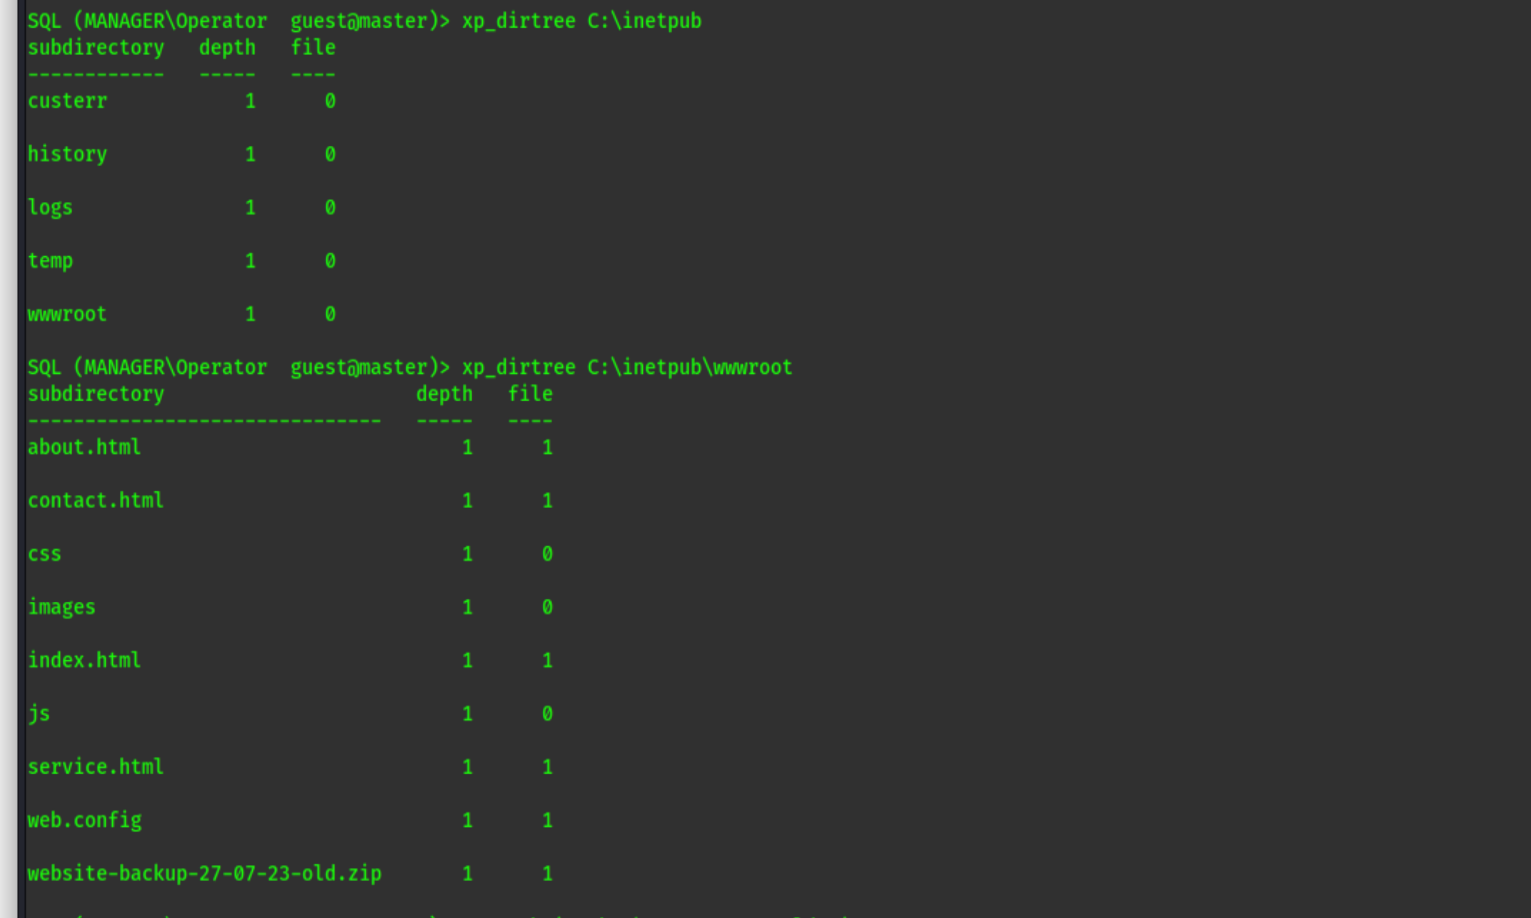 SQL (MANAGER\Operator  guest@master)> xp_dirtree C:\inetpub
subdirectory   depth   file
------------   -----   ----
custerr            1      0
history            1      0
logs               1      0
temp               1      0
wwwroot            1      0
SQL (MANAGER\Operator  guest@master)> xp_dirtree C:\inetpub\wwwroot
subdirectory                      depth   file
-------------------------------   -----   ----
about.html                            1      1
contact.html                          1      1
css                                   1      0
images                                1      0
index.html                            1      1
js                                    1      0
service.html                          1      1
web.config                            1      1
website-backup-27-07-23-old.zip       1      1